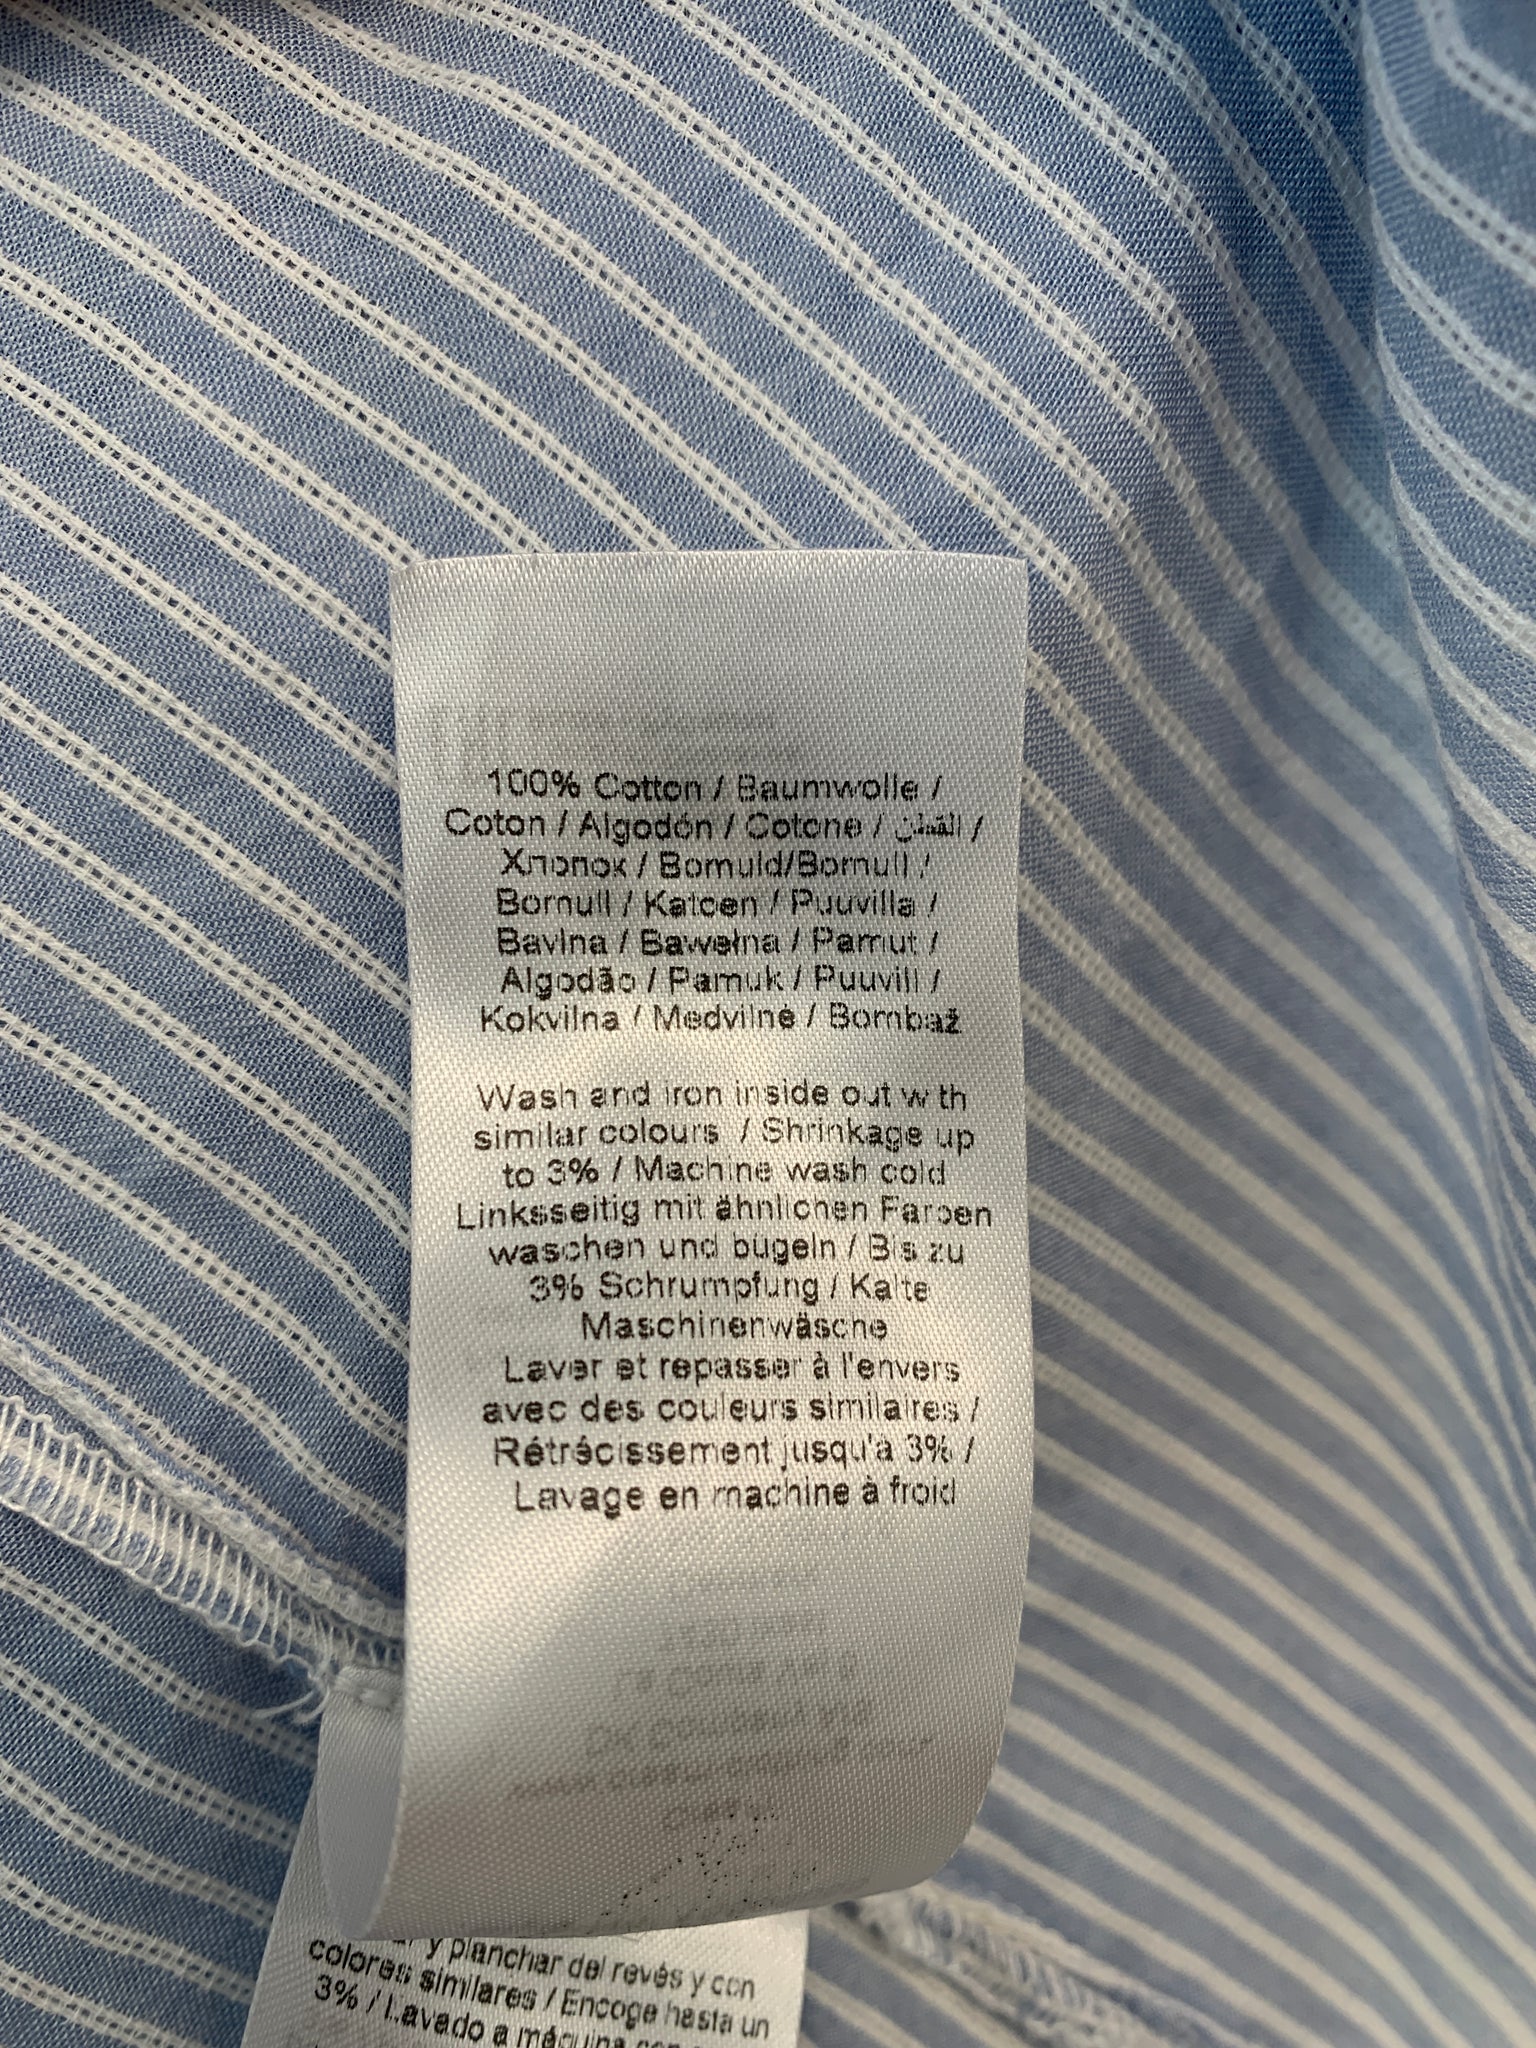 100% Cotton / Baumwolle /
Coton / Algodón / Cotone / القطن /
Хлопок / Bomuld/Bomull /
Bomull / Katoen / Puuvilla /
Bavlna / Bawełna / Pamut /
Algodão / Pamuk / Puuvill /
Kokvilna / Medvilnė / Bombaž
Wash and iron inside out with
similar colours / Shrinkage up
to 3% / Machine wash cold
Linksseitig mit ähnlichen Farben
waschen und bügeln / Bis zu
3% Schrumpfung / Kalte
Maschinenwäsche
Laver et repasser à l'envers
avec des couleurs similaires /
Rétrécissement jusqu'à 3% /
Lavage en machine à froid
y planchar del revés y con
colores similares / Encoge hasta un
3% / Lavado a máquina